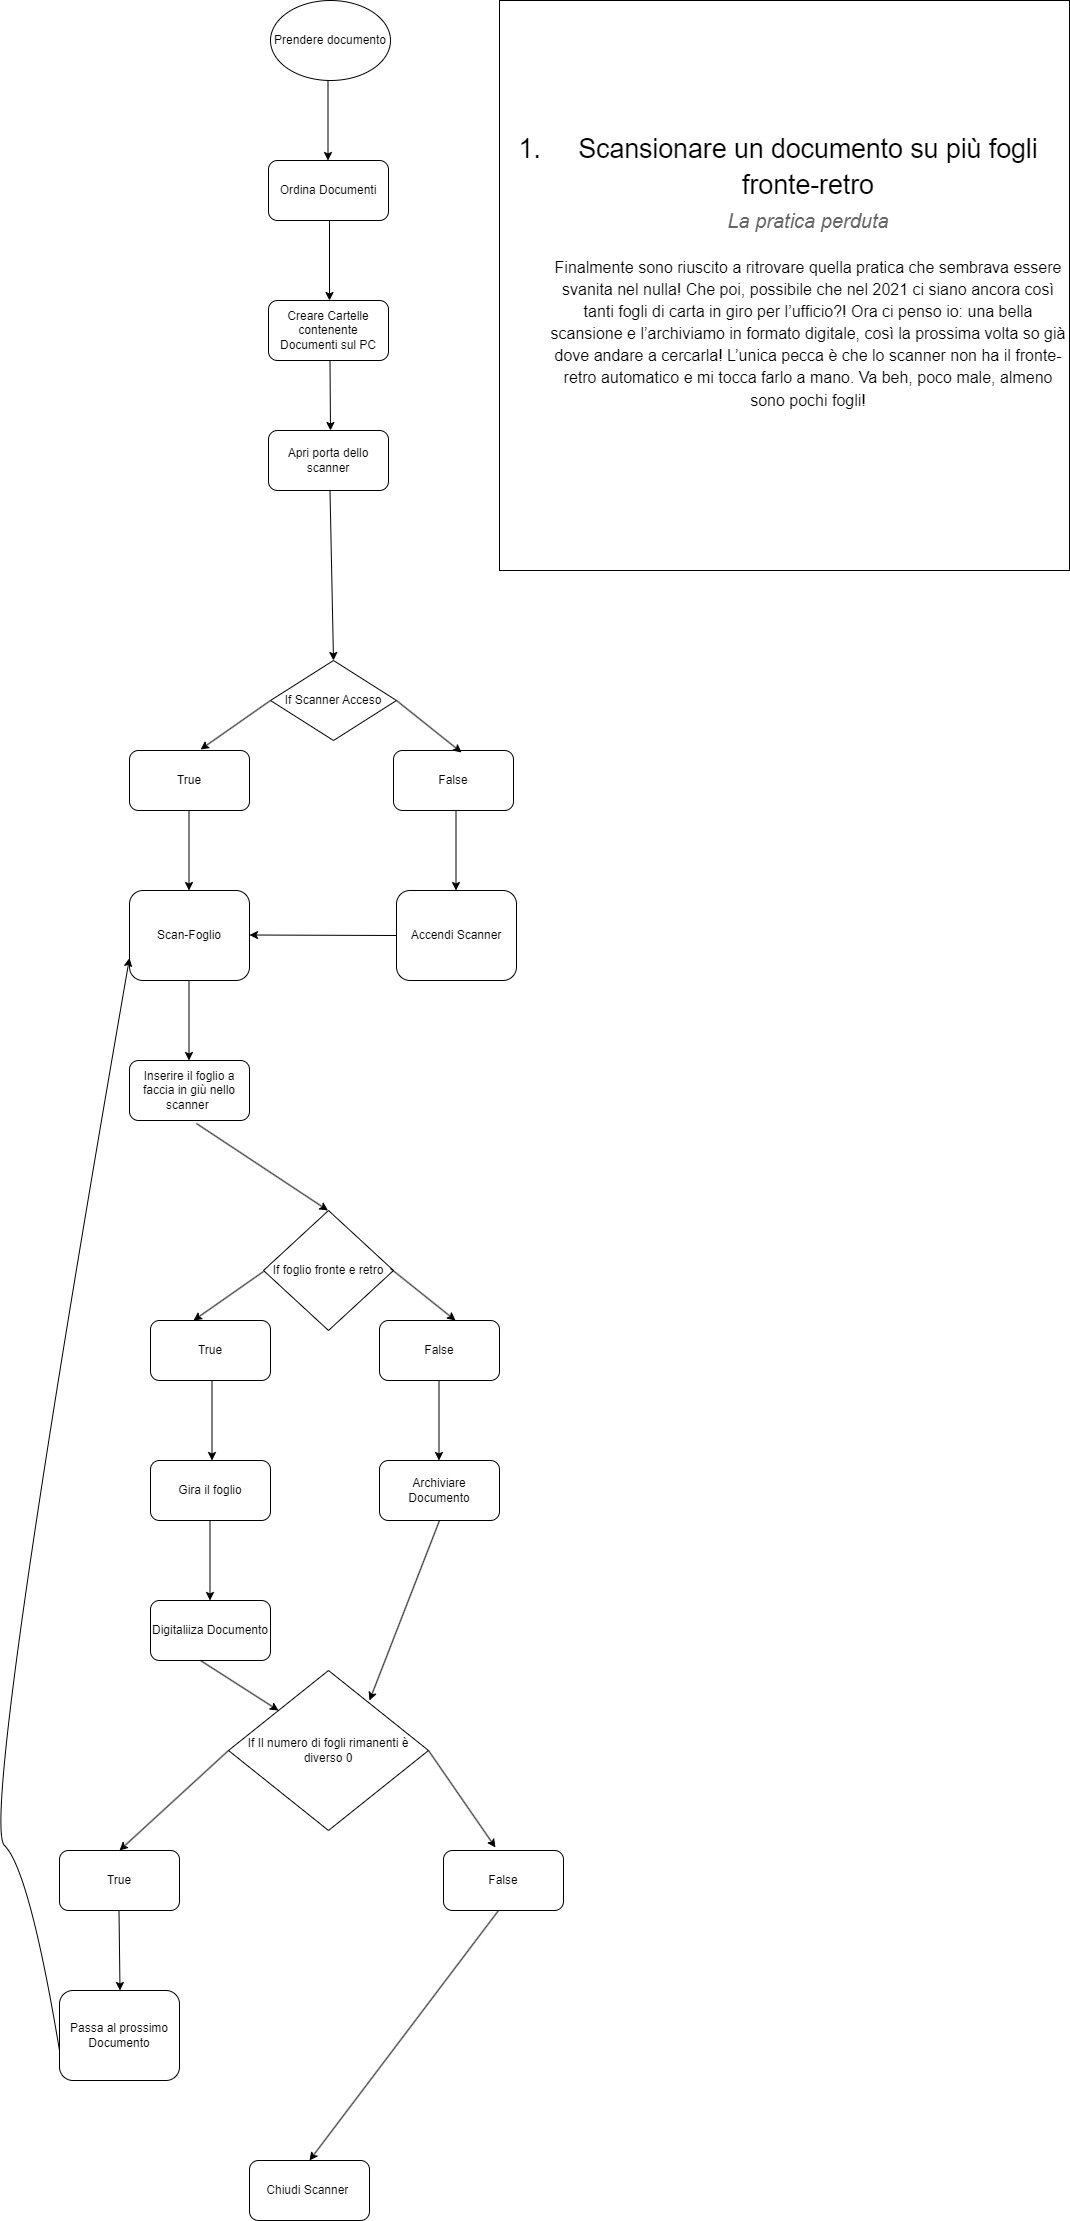 Prendere documento
1. Scansionare un documento su più fogli
fronte-retro
La pratica perduta
Finalmente sono riuscito a ritrovare quella pratica che sembrava essere
svanita nel nulla! Che poi, possibile che nel 2021 ci siano ancora così
tanti fogli di carta in giro per l'ufficio?! Ora ci penso io: una bella
scansione e l'archiviamo in formato digitale, così la prossima volta so già
dove andare a cercarla! L'unica pecca è che lo scanner non ha il fronte-
retro automatico e mi tocca farlo a mano. Va beh, poco male, almeno
sono pochi fogli!
Ordina Documenti
Creare Cartelle
contenente
Documenti sul PC
Apri porta dello
scanner
If Scanner Acceso
True
False
Scan-Foglio
Accendi Scanner
Inserire il foglio a
faccia in giù nello
scanner
If foglio fronte e retro
True
False
Gira il foglio
Archiviare
Documento
Digitaliiza Documento
If Il numero di fogli rimanenti è
diverso 0
True
False
Passa al prossimo
Documento
Chiudi Scanner